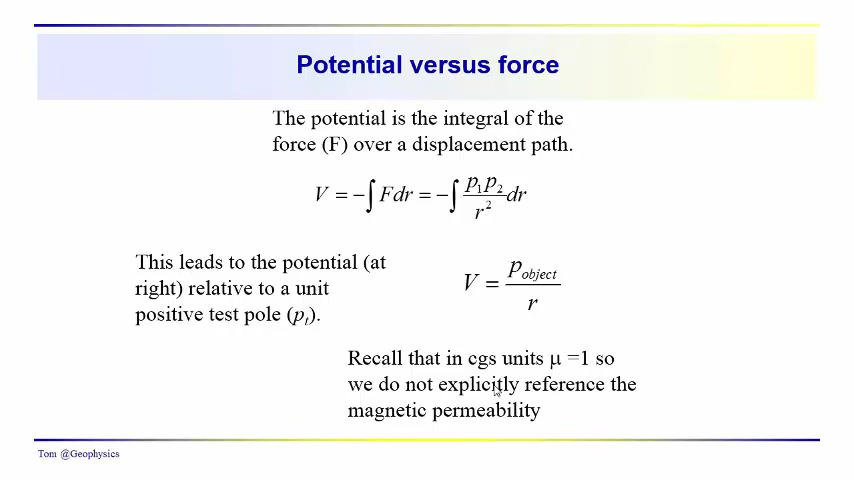 Potential versus force
The potential is the integral of the
force (F) over a displacement path.
V = −∫ Fdr = −∫ p₁p₂/r² dr
This leads to the potential (at
right) relative to a unit
positive test pole (pₜ).
V = p_object/r
Recall that in cgs units μ =1 so
we do not explicitly reference the
magnetic permeability
Tom @Geophysics